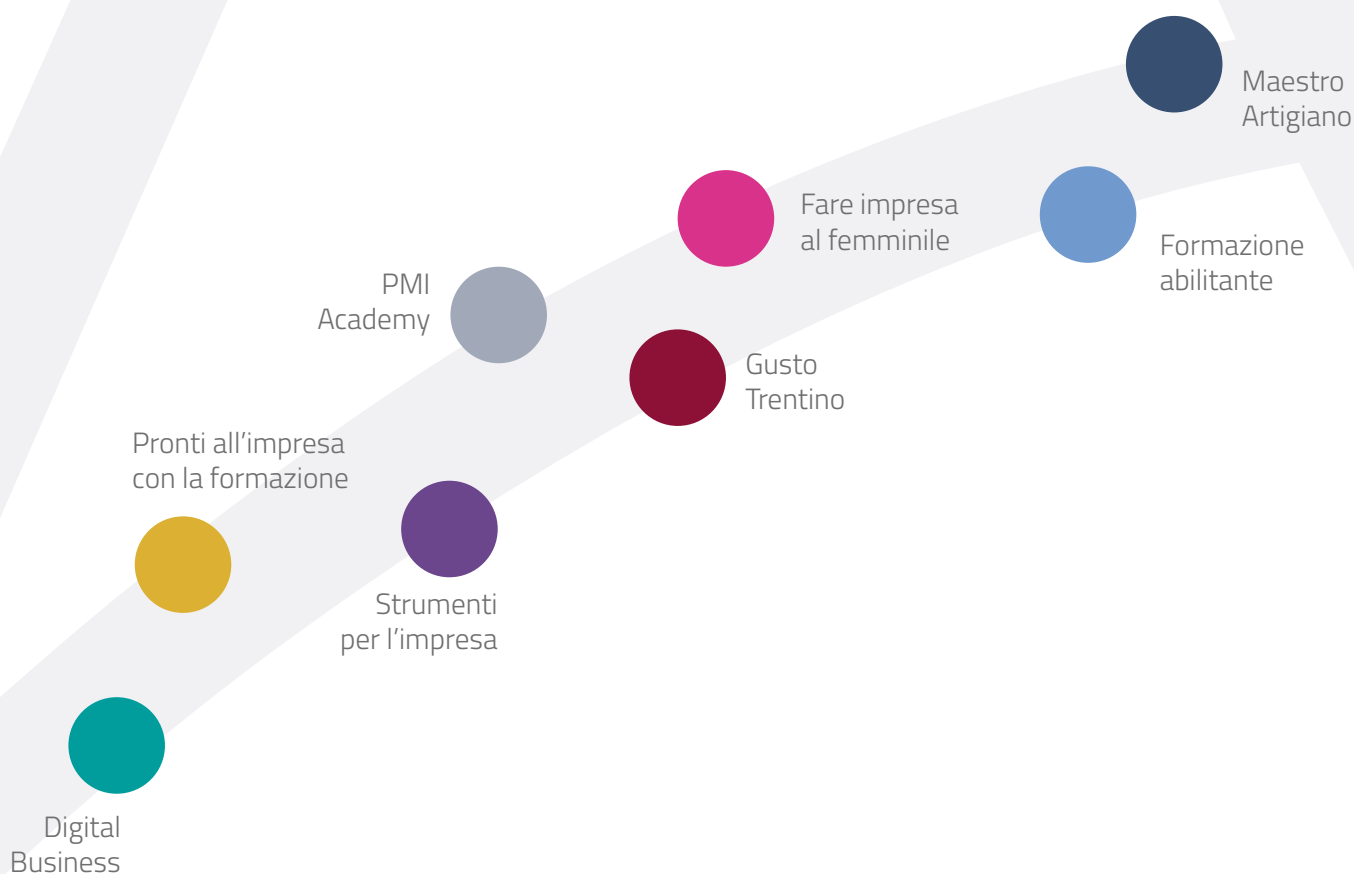 Maestro
Artigiano
Fare impresa
al femminile
Formazione
abilitante
PMI
Academy
Gusto
Trentino
Pronti all’impresa
con la formazione
Strumenti
per l’impresa
Digital
Business